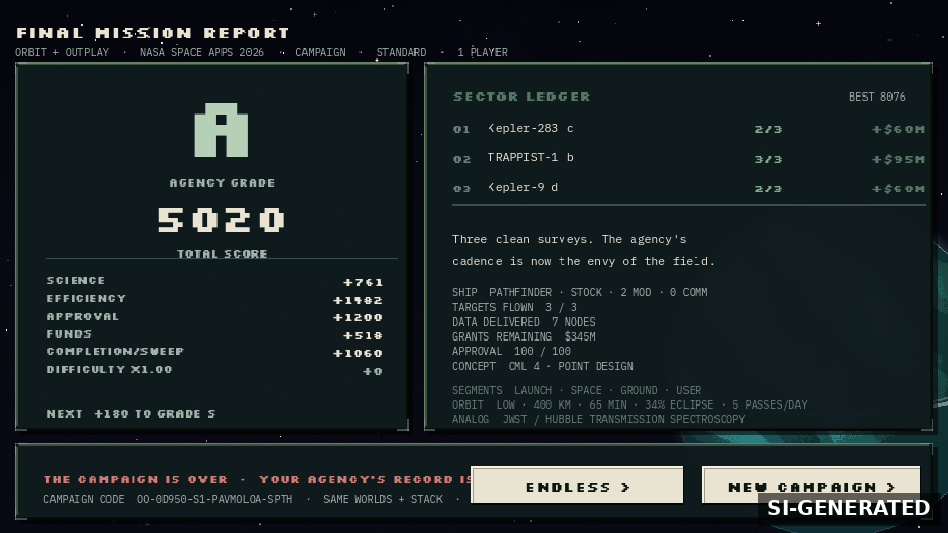 FINAL MISSION REPORT
ORBIT + OUTPLAY · NASA SPACE APPS 2026 · CAMPAIGN · STANDARD · 1 PLAYER
A
AGENCY GRADE
5020
TOTAL SCORE
SCIENCE +761
EFFICIENCY +1482
APPROVAL +1200
FUNDS +518
COMPLETION/SWEEP +1060
DIFFICULTY X1.00 +0
NEXT +180 TO GRADE S
SECTOR LEDGER BEST 8076
01 Kepler-283 c 2/3 +$60M
02 TRAPPIST-1 b 3/3 +$95M
03 Kepler-9 d 2/3 +$60M
Three clean surveys. The agency's
cadence is now the envy of the field.
SHIP PATHFINDER · STOCK · 2 MOD · 0 COMM
TARGETS FLOWN 3 / 3
DATA DELIVERED 7 NODES
GRANTS REMAINING $345M
APPROVAL 100 / 100
CONCEPT CML 4 - POINT DESIGN
SEGMENTS LAUNCH · SPACE · GROUND · USER
ORBIT LOW · 400 KM · 65 MIN · 34% ECLIPSE · 5 PASSES/DAY
ANALOG JWST / HUBBLE TRANSMISSION SPECTROSCOPY
THE CAMPAIGN IS OVER · YOUR AGENCY'S RECORD IS
CAMPAIGN CODE OO-0D950-S1-PAVMOLQA-SPTH · SAME WORLDS + STACK ·
ENDLESS >
NEW CAMPAIGN >
SI-GENERATED